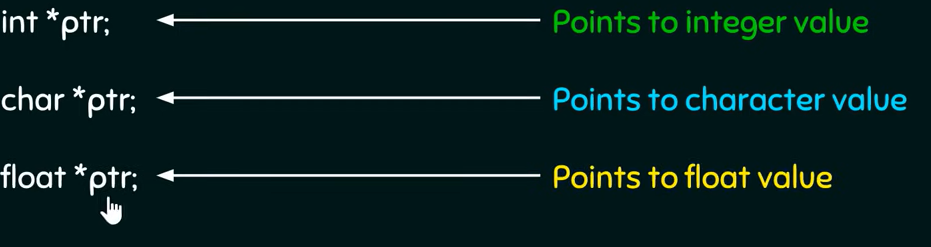 int *ptr; Points to integer value
char *ptr; Points to character value
float *ptr; Points to float value